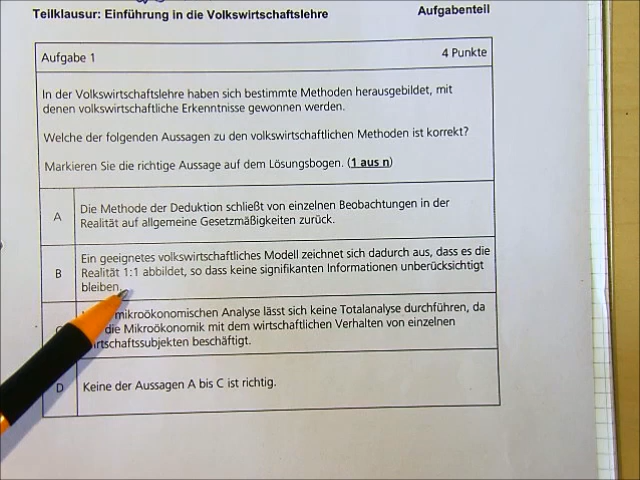 Teilklausur: Einführung in die Volkswirtschaftslehre
Aufgabenteil
Aufgabe 1
4 Punkte
In der Volkswirtschaftslehre haben sich bestimmte Methoden herausgebildet, mit
denen volkswirtschaftliche Erkenntnisse gewonnen werden.
Welche der folgenden Aussagen zu den volkswirtschaftlichen Methoden ist korrekt?
Markieren Sie die richtige Aussage auf dem Lösungsbogen. (1 aus n)
A
Die Methode der Deduktion schließt von einzelnen Beobachtungen in der
Realität auf allgemeine Gesetzmäßigkeiten zurück.
B
Ein geeignetes volkswirtschaftliches Modell zeichnet sich dadurch aus, dass es die
Realität 1:1 abbildet, so dass keine signifikanten Informationen unberücksichtigt
bleiben.
mikroökonomischen Analyse lässt sich keine Totalanalyse durchführen, da
die Mikroökonomik mit dem wirtschaftlichen Verhalten von einzelnen
rtschaftssubjekten beschäftigt.
D
Keine der Aussagen A bis C ist richtig.